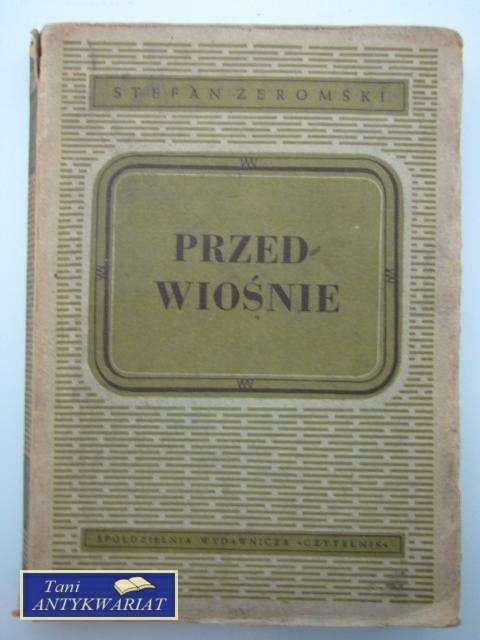 STEFAN ŻEROMSKI
PRZED-
WIOŚNIE
SPÓŁDZIELNIA WYDAWNICZA «CZYTELNIK»
Tani
ANTYKWARIAT